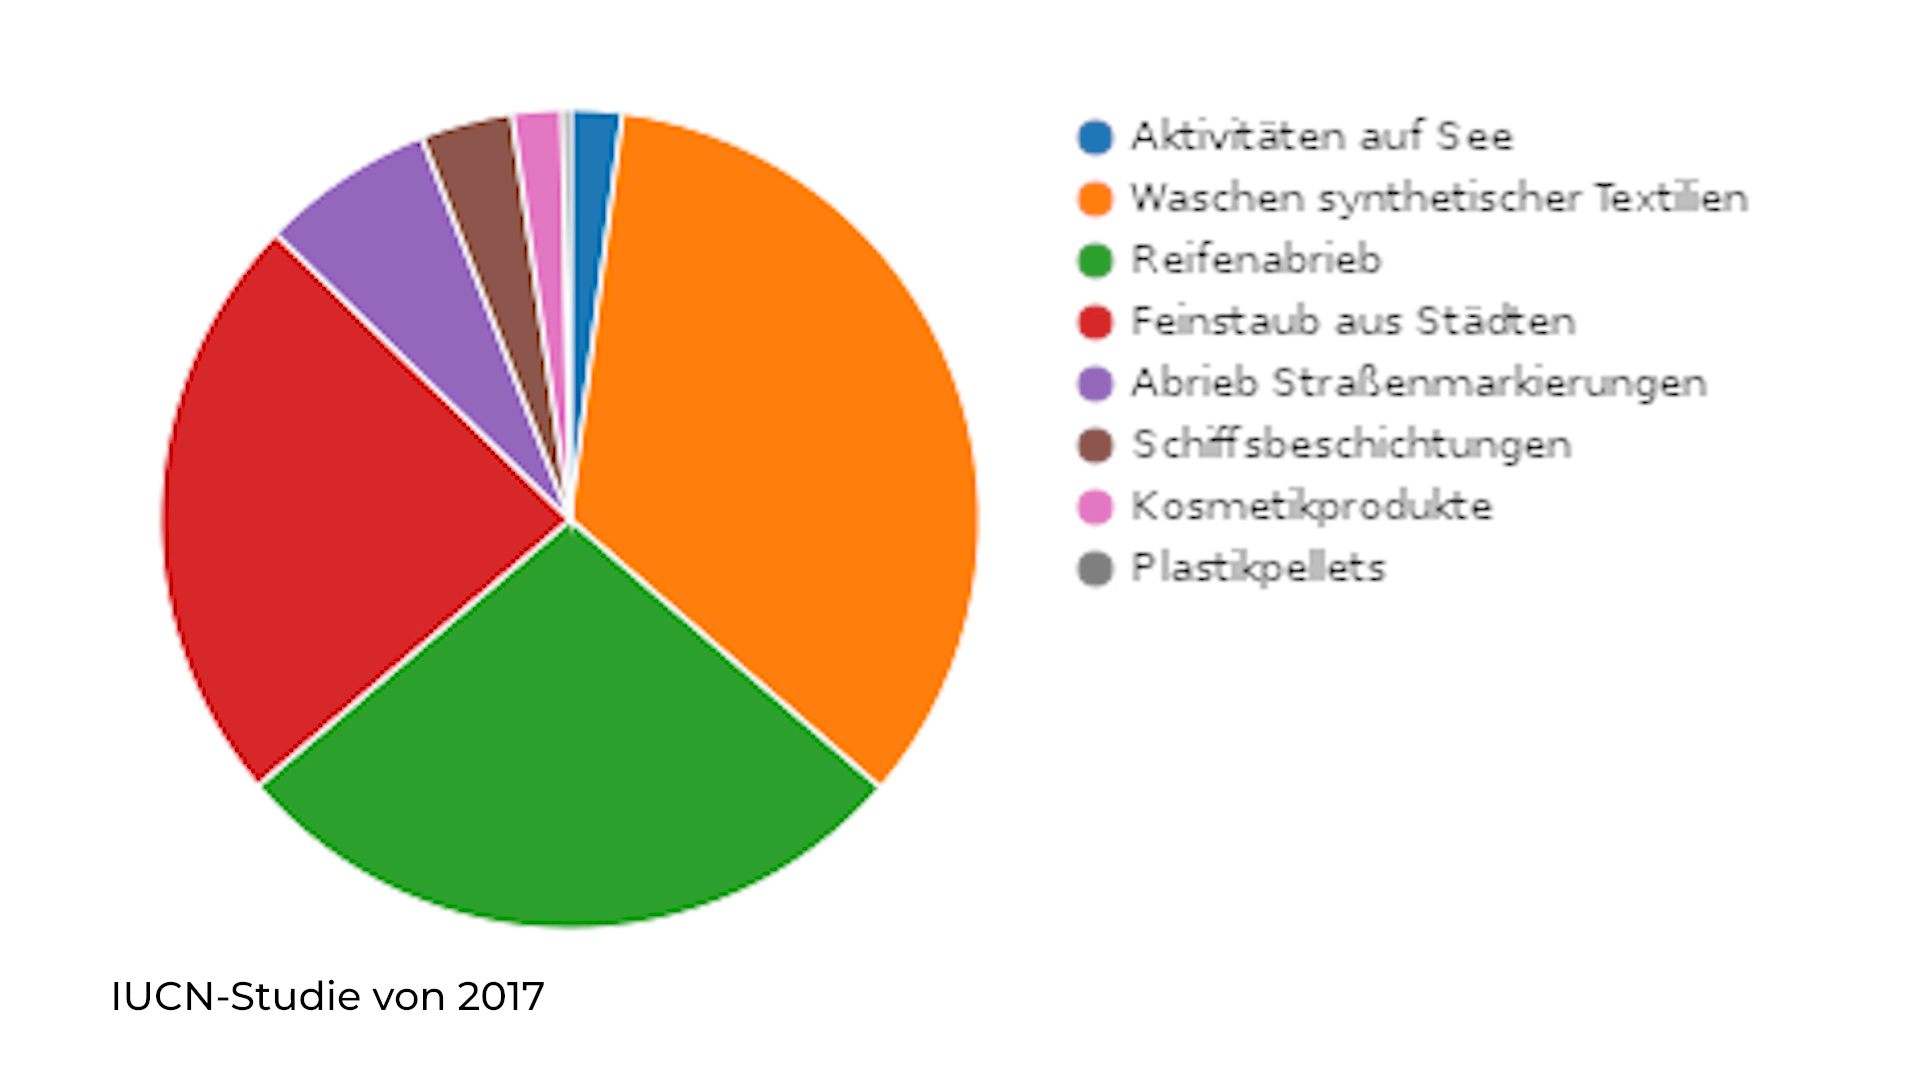 Aktivitäten auf See
Waschen synthetischer Textilien
Reifenabrieb
Feinstaub aus Städten
Abrieb Straßenmarkierungen
Schiffsbeschichtungen
Kosmetikprodukte
Plastikpellets
IUCN-Studie von 2017